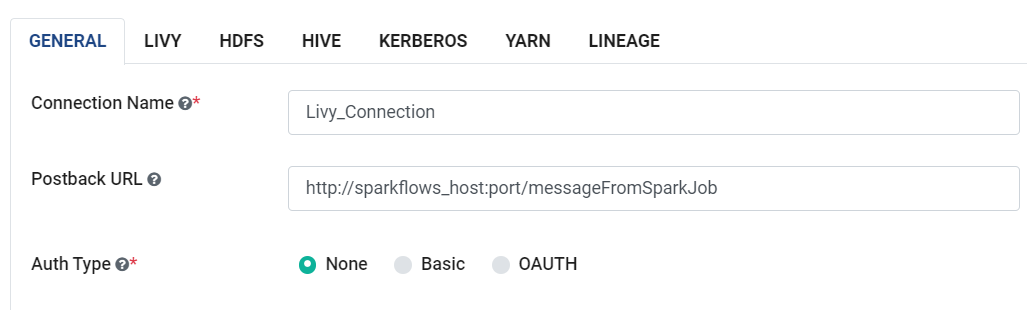 GENERAL LIVY HDFS HIVE KERBEROS YARN LINEAGE
Connection Name ?* Livy_Connection
Postback URL ? http://sparkflows_host:port/messageFromSparkJob
Auth Type ?* None Basic OAUTH